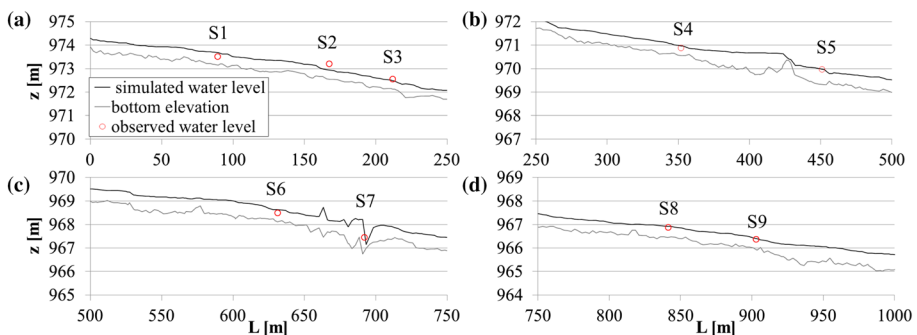 (a)
975
974
973
972
971
970
z [m]
S1
S2
S3
simulated water level
bottom elevation
observed water level
0
50
100
150
200
250
(b)
972
971
970
969
968
967
z [m]
S4
S5
250
300
350
400
450
500
(c)
970
969
968
967
966
965
z [m]
S6
S7
500
550
600
650
700
750
L [m]
(d)
969
968
967
966
965
964
S8
S9
750
800
850
900
950
1000
L [m]